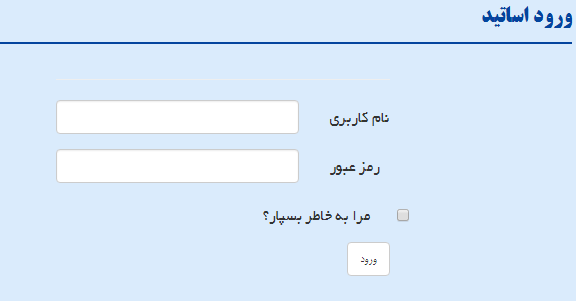 ورود اساتید
نام کاربری
رمز عبور
مرا به خاطر بسپار؟
ورود